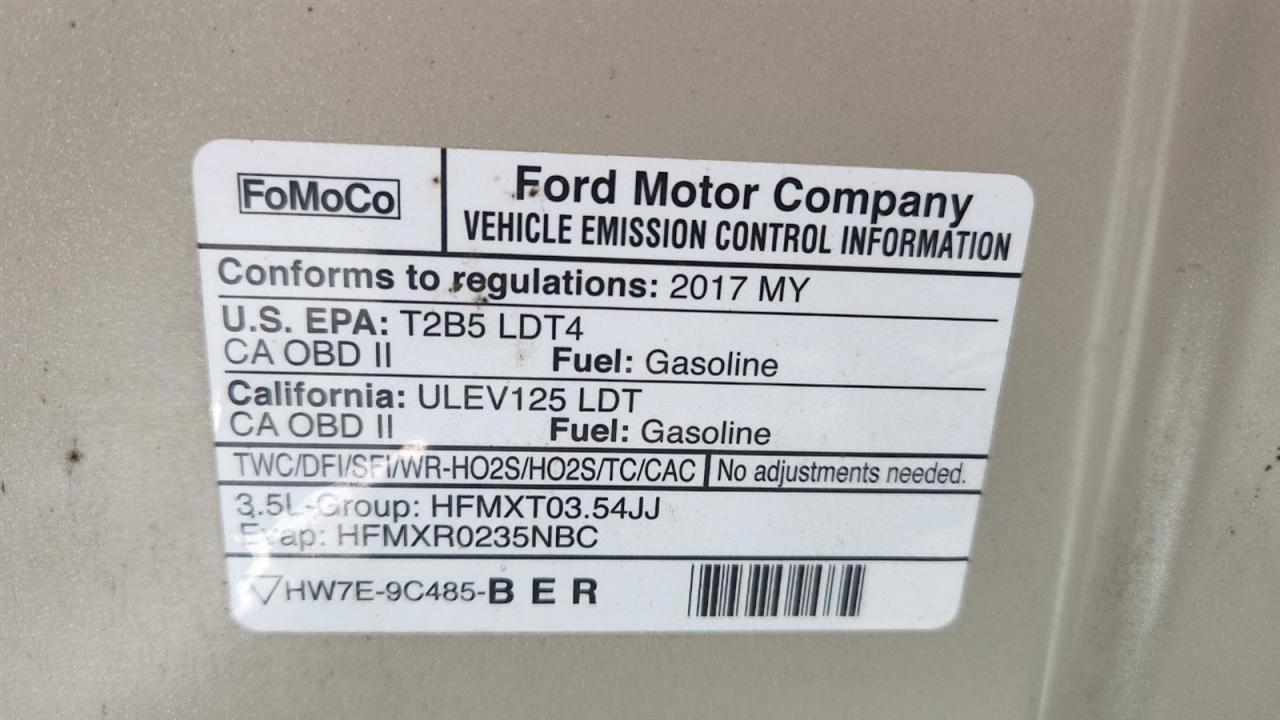 FoMoCo
Ford Motor Company
VEHICLE EMISSION CONTROL INFORMATION
Conforms to regulations: 2017 MY
U.S. EPA: T2B5 LDT4
CA OBD II Fuel: Gasoline
California: ULEV125 LDT
CA OBD II Fuel: Gasoline
TWC/DFI/SFI/WR-HO2S/HO2S/TC/CAC No adjustments needed.
3.5L-Group: HFMXT03.54JJ
Evap: HFMXR0235NBC
HW7E-9C485-B E R